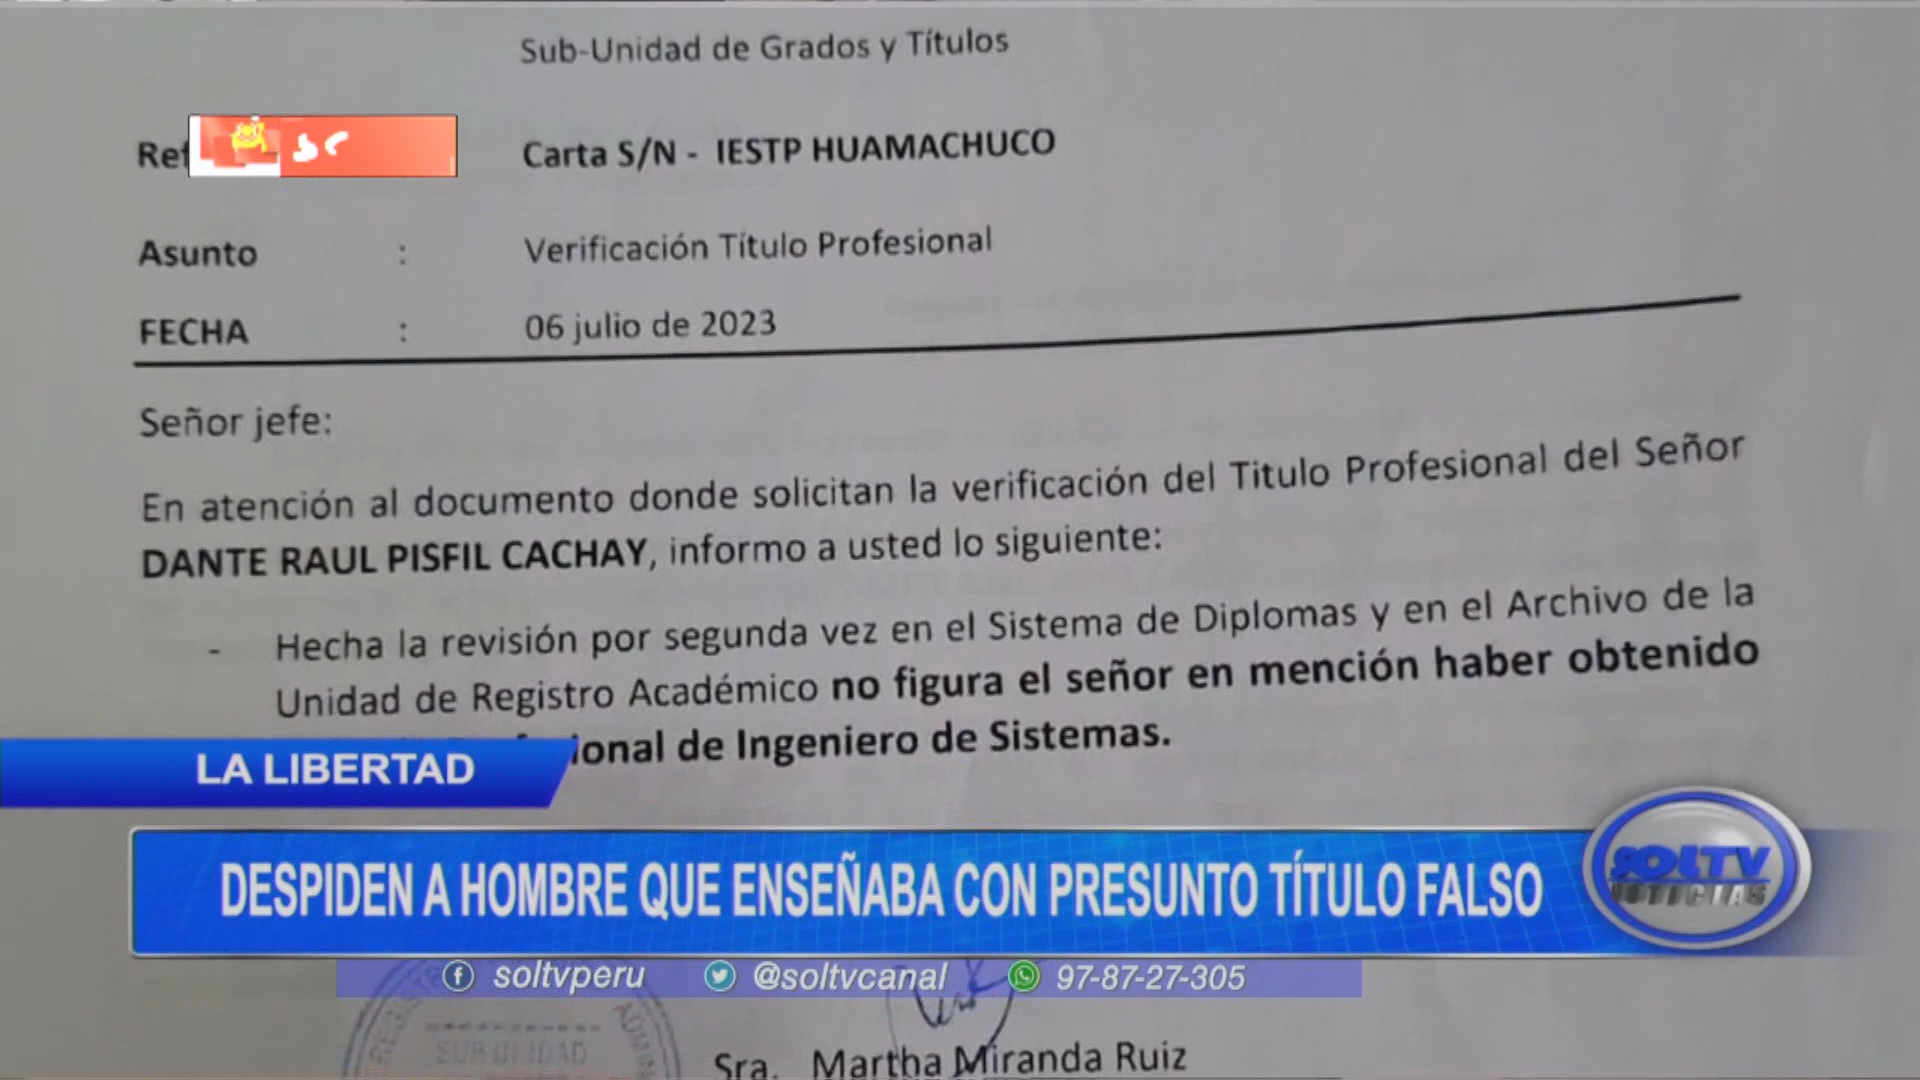 Sub-Unidad de Grados y Títulos
Ref
Carta S/N - IESTP HUAMACHUCO
Asunto : Verificación Título Profesional
FECHA : 06 julio de 2023
Señor jefe:
En atención al documento donde solicitan la verificación del Titulo Profesional del Señor
DANTE RAUL PISFIL CACHAY, informo a usted lo siguiente:
- Hecha la revisión por segunda vez en el Sistema de Diplomas y en el Archivo de la
Unidad de Registro Académico no figura el señor en mención haber obtenido
ional de Ingeniero de Sistemas.
LA LIBERTAD
DESPIDEN A HOMBRE QUE ENSEÑABA CON PRESUNTO TÍTULO FALSO
SOLTV
NOTICIAS
soltvperu @soltvcanal 97-87-27-305
SUB UNIDAD
Sra. Martha Miranda Ruiz